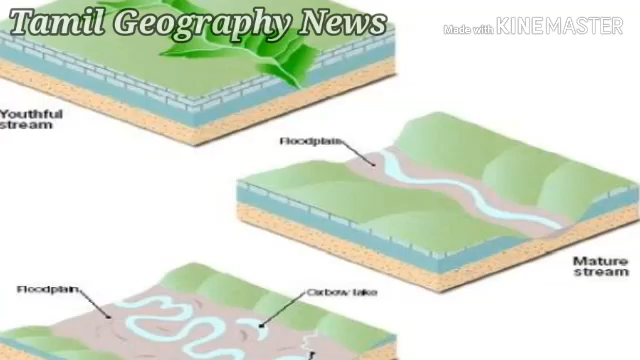 Tamil Geography News
Made with KINEMASTER
Youthful
stream
Floodplain
Mature
stream
Floodplain
Oxbow lake